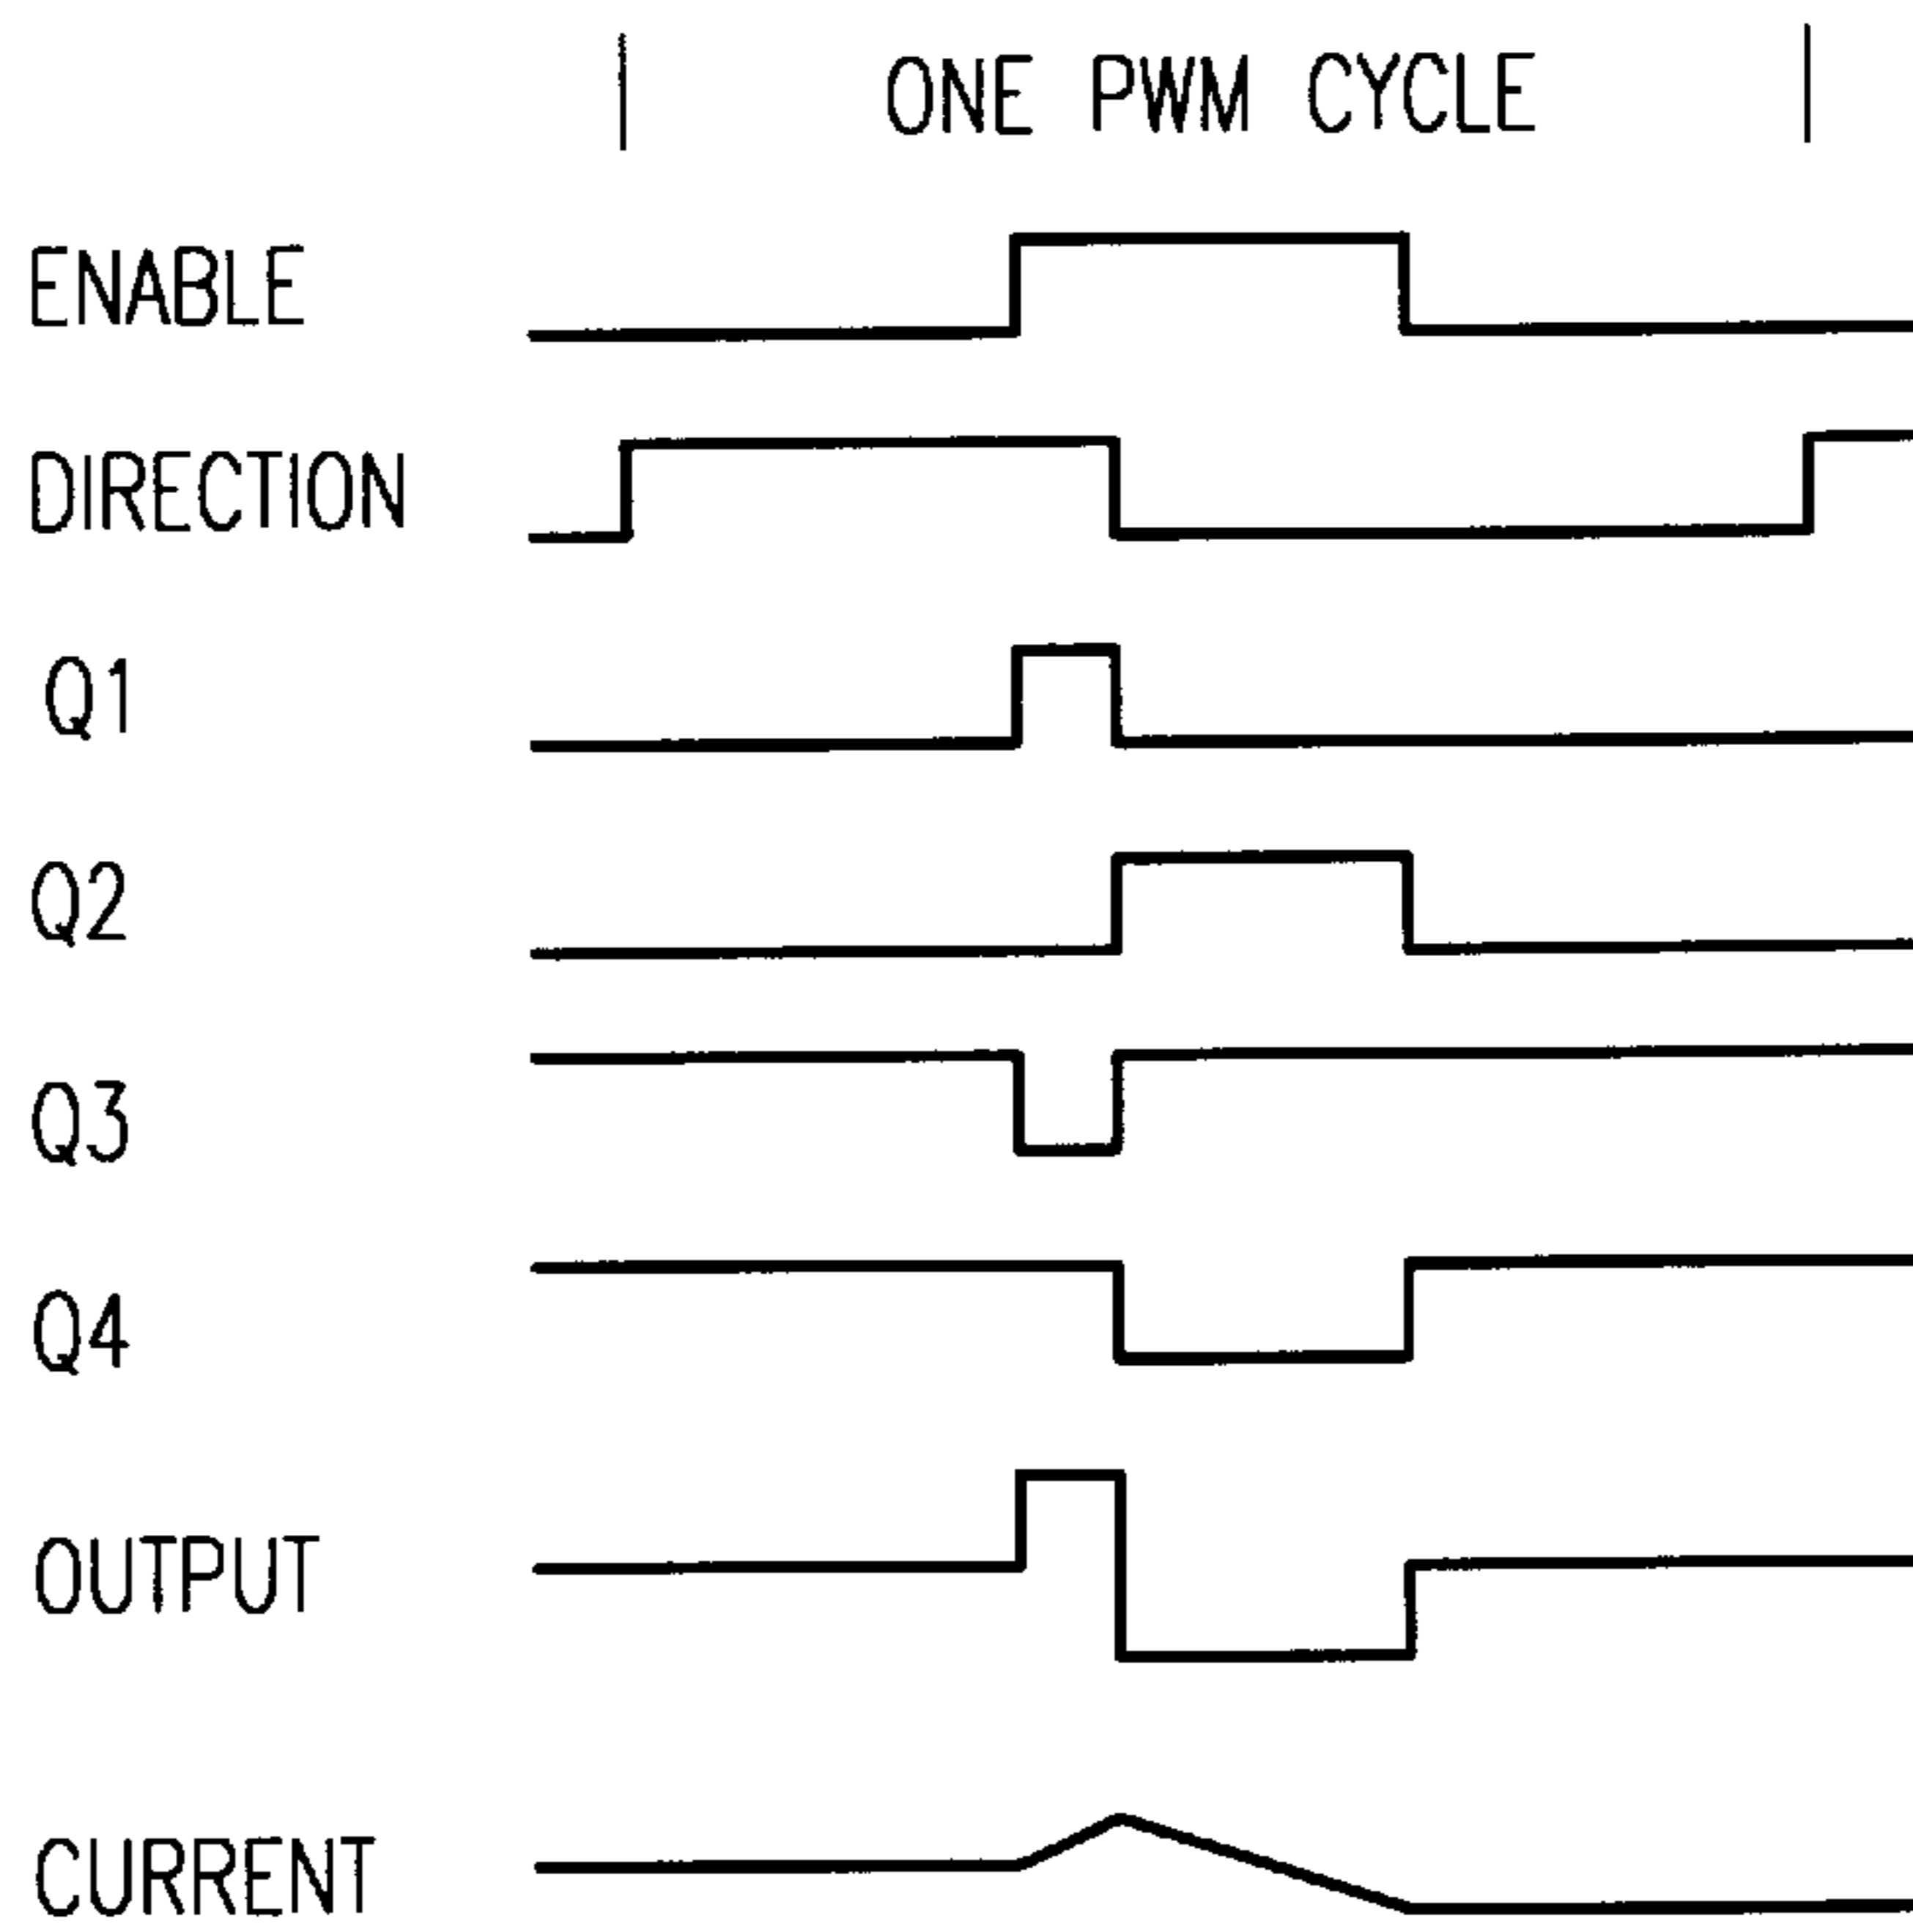 ONE PWM CYCLE
ENABLE
DIRECTION
Q1
Q2
Q3
Q4
OUTPUT
CURRENT